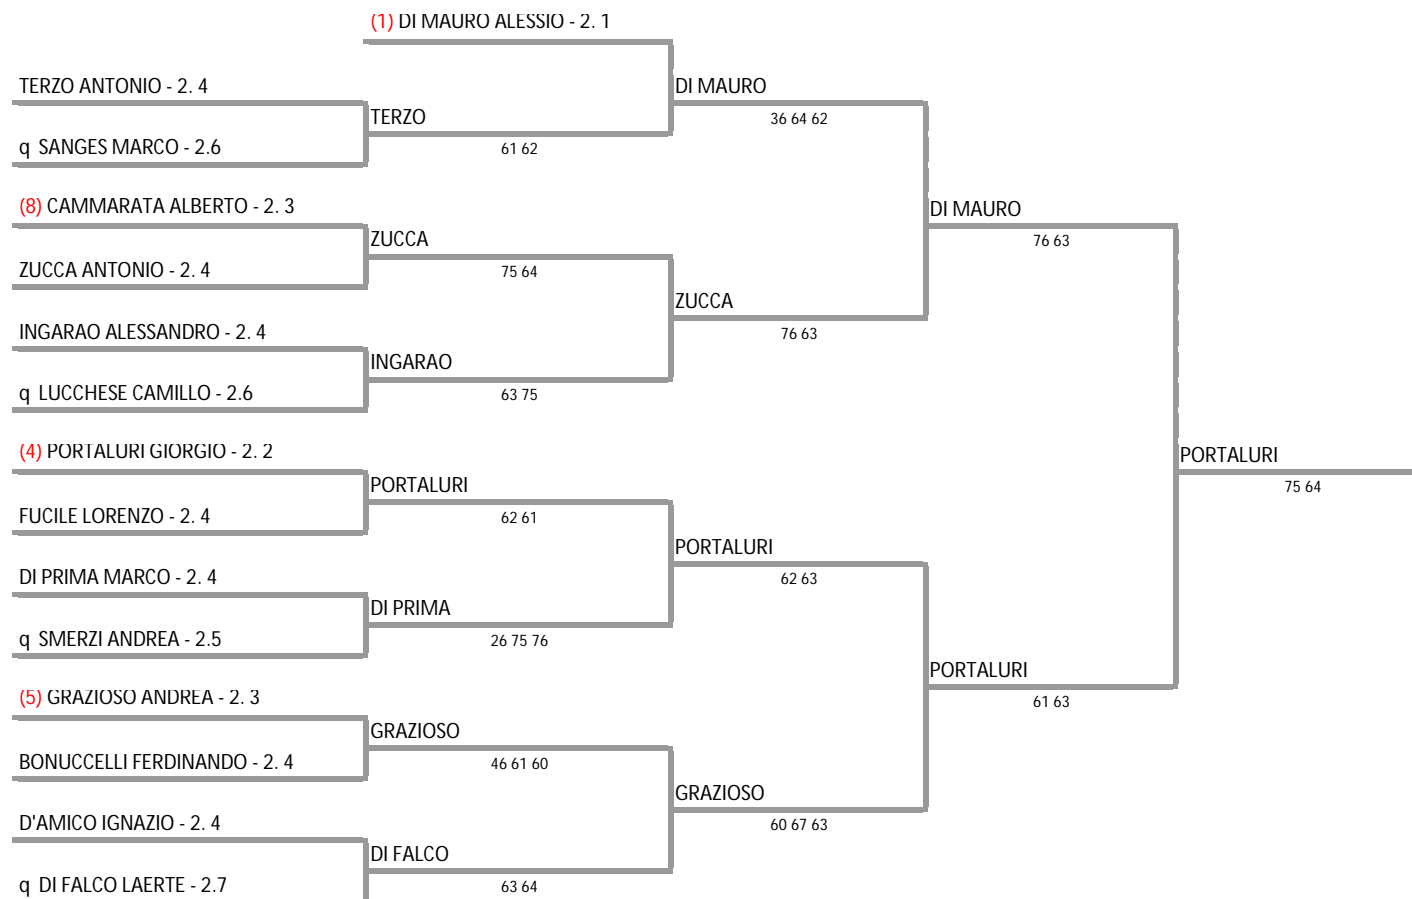 (1) DI MAURO ALESSIO - 2. 1
TERZO ANTONIO - 2. 4
DI MAURO
TERZO
36 64 62
q SANGES MARCO - 2.6
61 62
(8) CAMMARATA ALBERTO - 2. 3
DI MAURO
ZUCCA
76 63
ZUCCA ANTONIO - 2. 4
75 64
ZUCCA
INGARAO ALESSANDRO - 2. 4
76 63
INGARAO
q LUCCHESE CAMILLO - 2.6
63 75
(4) PORTALURI GIORGIO - 2. 2
PORTALURI
PORTALURI
75 64
FUCILE LORENZO - 2. 4
62 61
PORTALURI
DI PRIMA MARCO - 2. 4
62 63
DI PRIMA
q SMERZI ANDREA - 2.5
26 75 76
PORTALURI
(5) GRAZIOSO ANDREA - 2. 3
61 63
GRAZIOSO
BONUCCELLI FERDINANDO - 2. 4
46 61 60
GRAZIOSO
D'AMICO IGNAZIO - 2. 4
60 67 63
DI FALCO
q DI FALCO LAERTE - 2.7
63 64